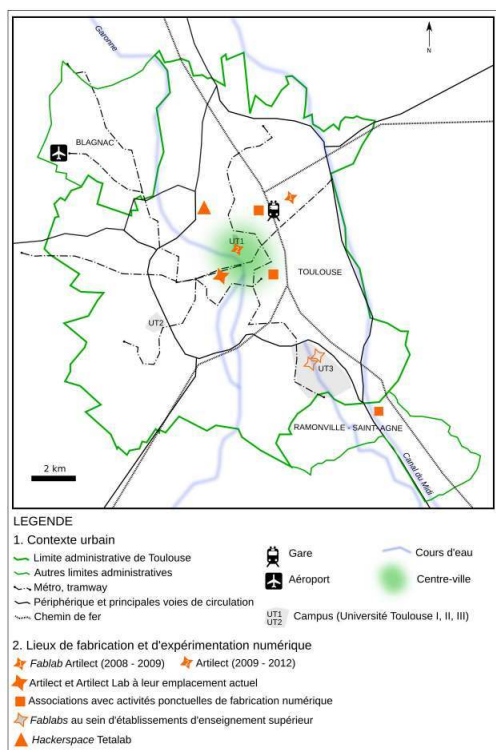 Garonne
N
BLAGNAC
UT1
TOULOUSE
UT2
UT3
RAMONVILLE - SAINT-AGNE
Canal du Midi
2 km
LEGENDE
1. Contexte urbain
Limite administrative de Toulouse
Autres limites administratives
Métro, tramway
Périphérique et principales voies de circulation
Chemin de fer
Gare
Aéroport
UT1
UT2
Campus (Université Toulouse I, II, III)
Cours d'eau
Centre-ville
2. Lieux de fabrication et d'expérimentation numérique
Fablab Artilect (2008 - 2009)
Artilect (2009 - 2012)
Artilect et Artilect Lab à leur emplacement actuel
Associations avec activités ponctuelles de fabrication numérique
Fablabs au sein d'établissements d'enseignement supérieur
Hackerspace Tetalab